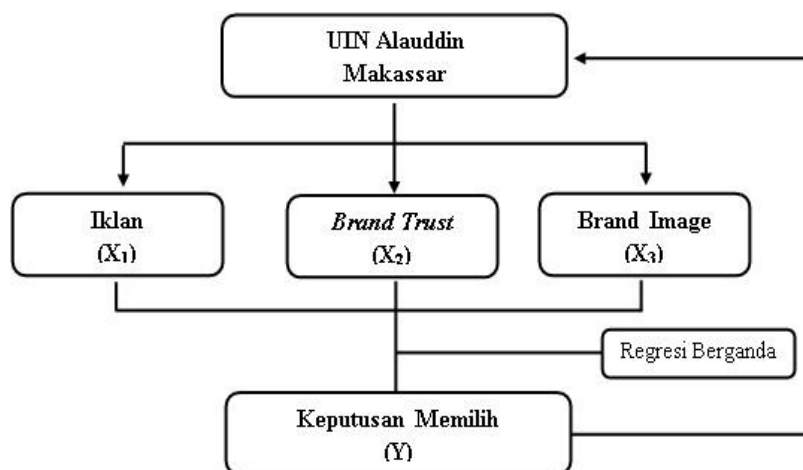 UIN Alauddin
Makassar
Iklan
(X₁)
Brand Trust
(X₂)
Brand Image
(X₃)
Regresi Berganda
Keputusan Memilih
(Y)